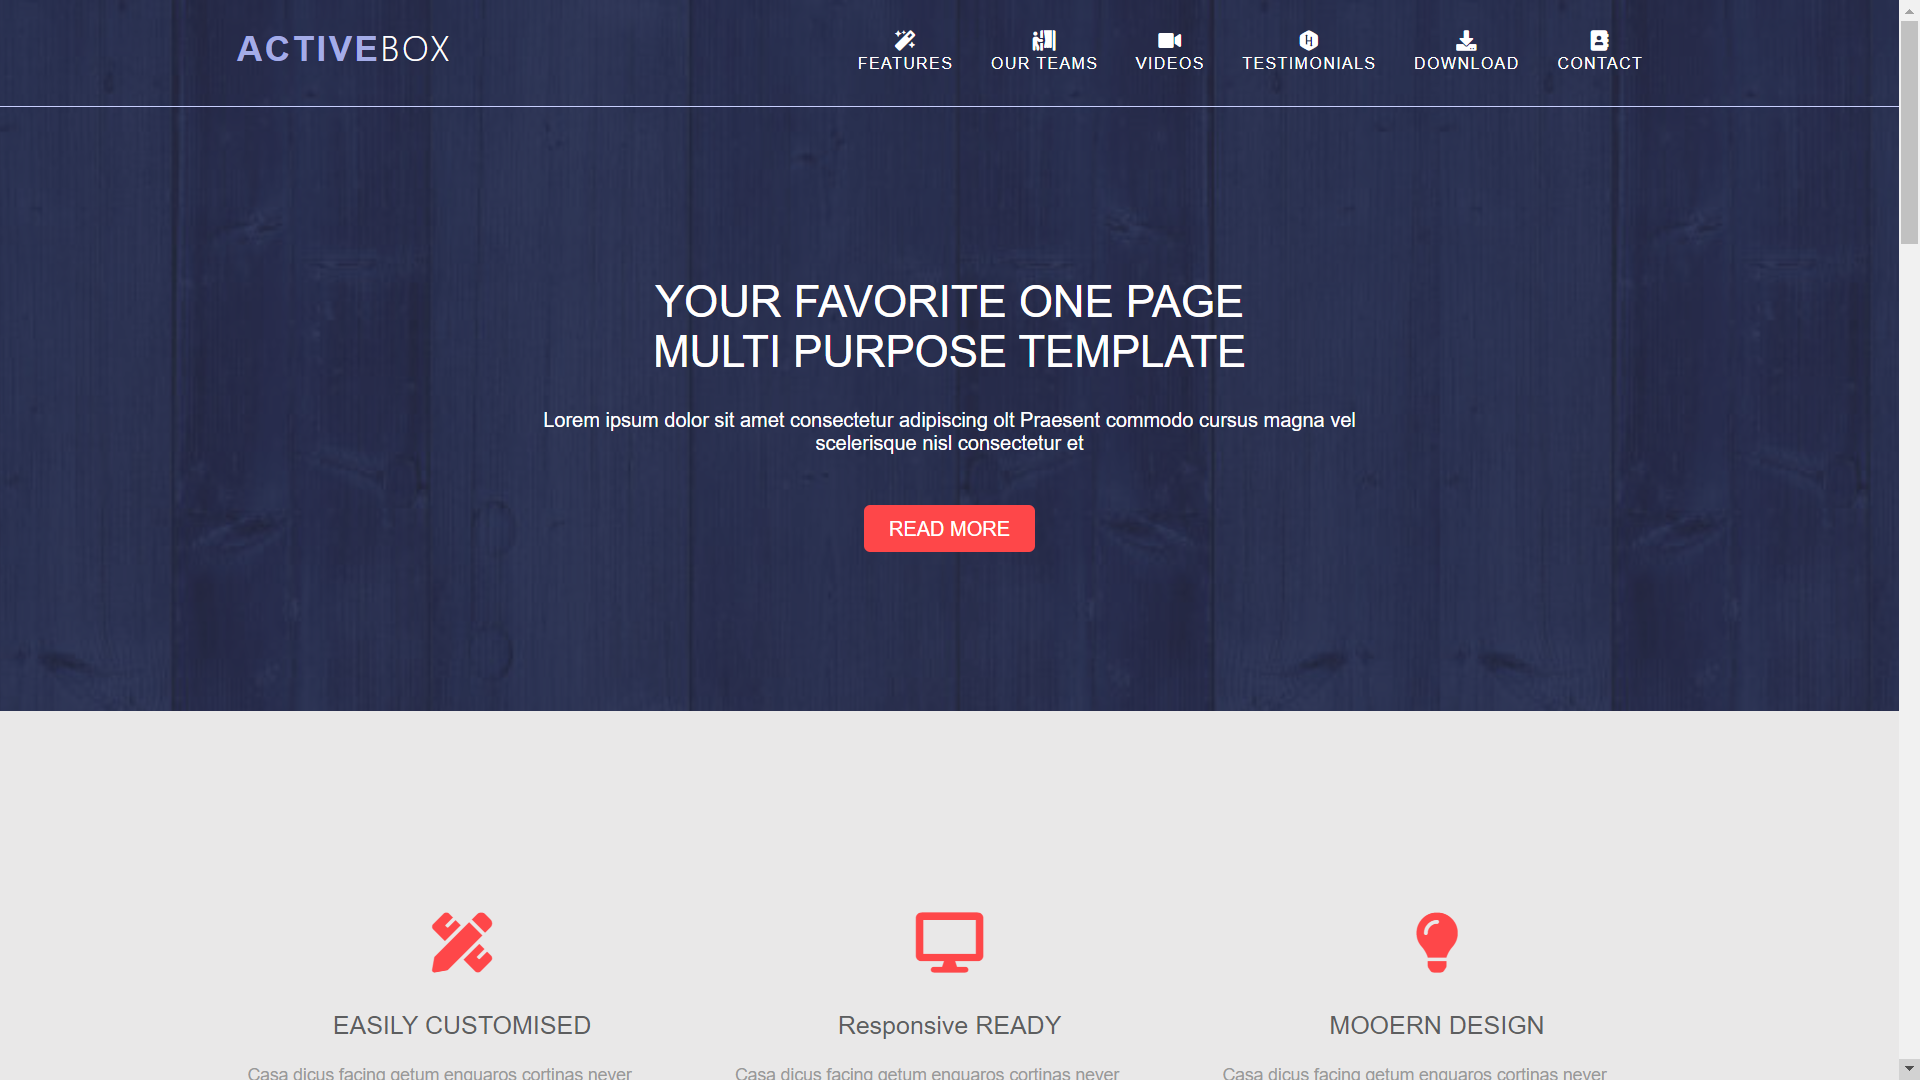 ACTIVEBOX
FEATURES
OUR TEAMS
VIDEOS
TESTIMONIALS
DOWNLOAD
CONTACT
YOUR FAVORITE ONE PAGE
MULTI PURPOSE TEMPLATE
Lorem ipsum dolor sit amet consectetur adipiscing olt Praesent commodo cursus magna vel
scelerisque nisl consectetur et
READ MORE
EASILY CUSTOMISED
Responsive READY
MOOERN DESIGN
Casa dicus facing getum enguaros cortinas never
Casa dicus facing getum enguaros cortinas never
Casa dicus facing getum enguaros cortinas never